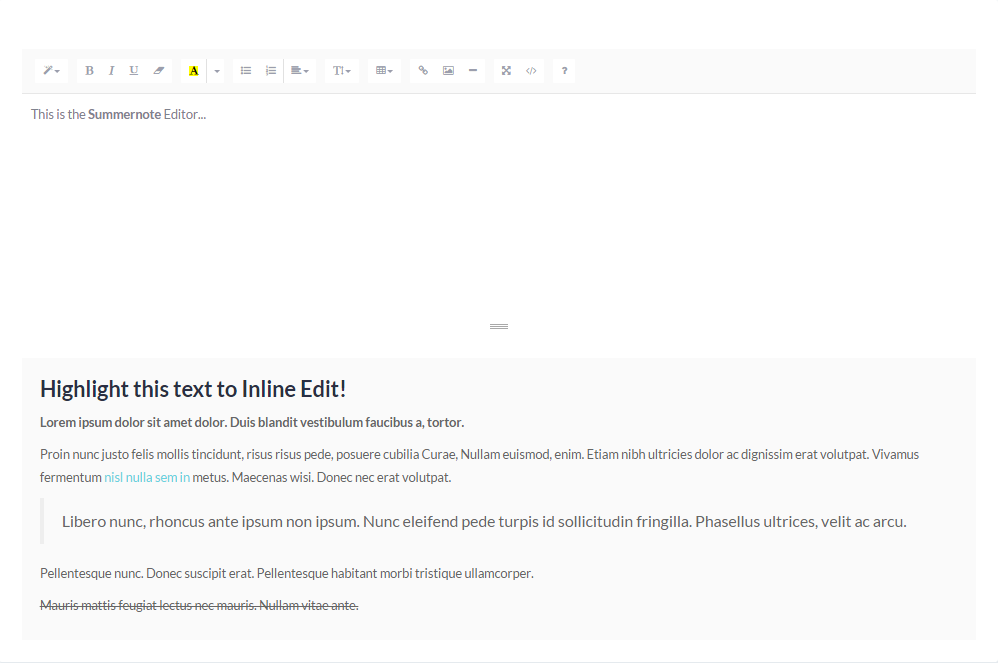 B I U A T! ?
This is the Summernote Editor...
Highlight this text to Inline Edit!
Lorem ipsum dolor sit amet dolor. Duis blandit vestibulum faucibus a, tortor.
Proin nunc justo felis mollis tincidunt, risus risus pede, posuere cubilia Curae, Nullam euismod, enim. Etiam nibh ultricies dolor ac dignissim erat volutpat. Vivamus
fermentum nisl nulla sem in metus. Maecenas wisi. Donec nec erat volutpat.
Libero nunc, rhoncus ante ipsum non ipsum. Nunc eleifend pede turpis id sollicitudin fringilla. Phasellus ultrices, velit ac arcu.
Pellentesque nunc. Donec suscipit erat. Pellentesque habitant morbi tristique ullamcorper.
Mauris mattis feugiat lectus nec mauris. Nullam vitae ante.